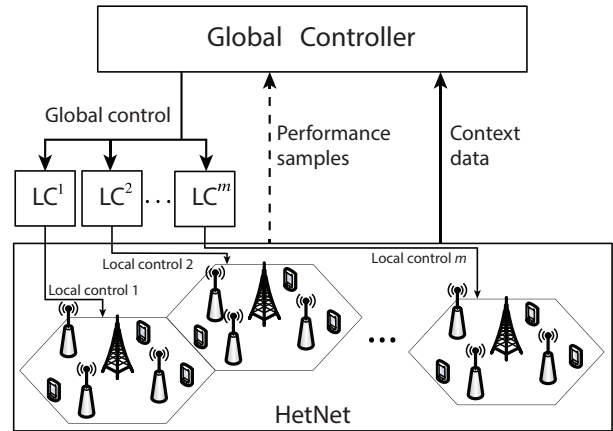 Global Controller
Global control
Performance
samples
Context
data
LC¹ LC² ... LCᵐ
Local control 1
Local control 2
Local control m
...
HetNet